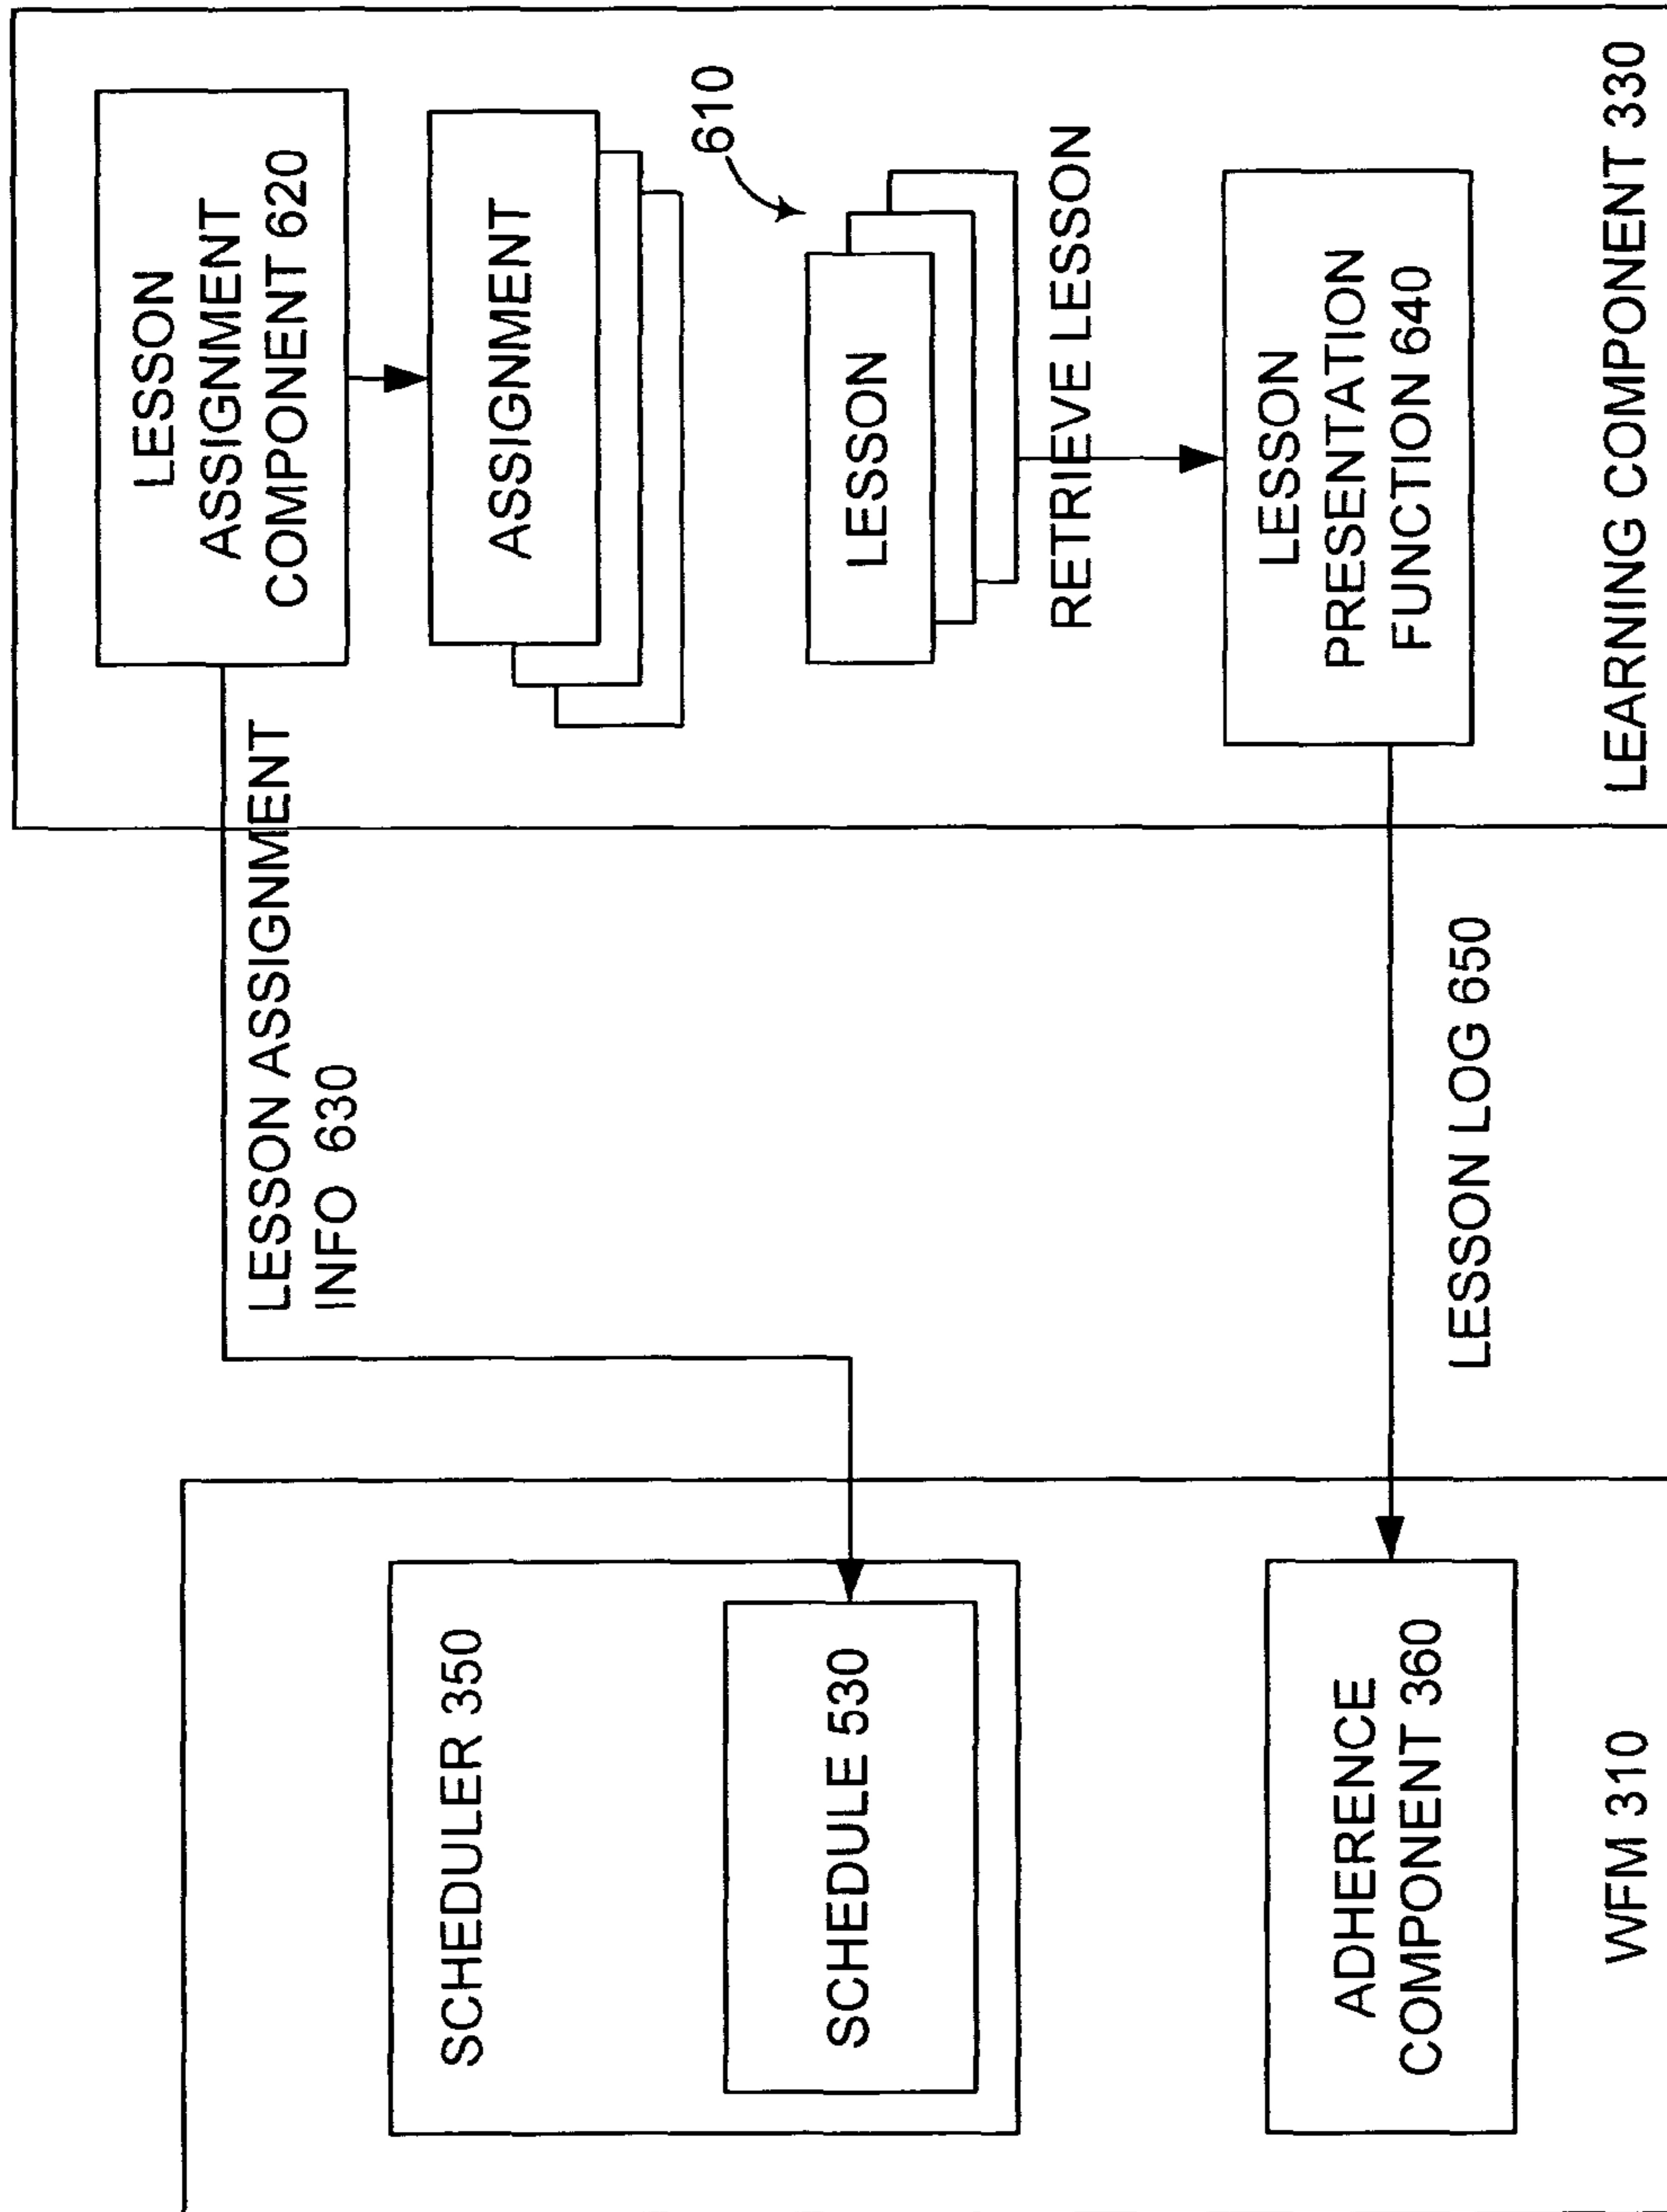 SCHEDULER 350
SCHEDULE 530
ADHERENCE
COMPONENT 360
WFM 310
LESSON ASSIGNMENT
INFO 630
LESSON LOG 650
LESSON
ASSIGNMENT
COMPONENT 620
ASSIGNMENT
610
LESSON
RETRIEVE LESSON
LESSON
PRESENTATION
FUNCTION 640
LEARNING COMPONENT 330